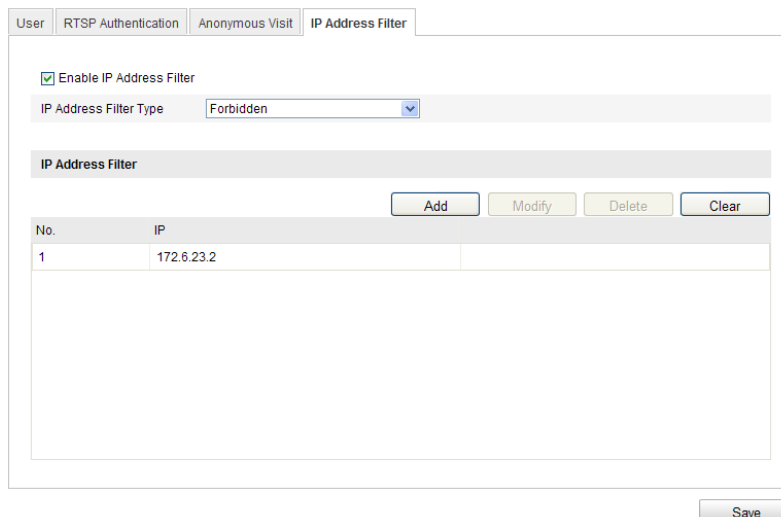 User RTSP Authentication Anonymous Visit IP Address Filter
Enable IP Address Filter
IP Address Filter Type Forbidden
IP Address Filter
Add Modify Delete Clear
No. IP
1 172.6.23.2
Save